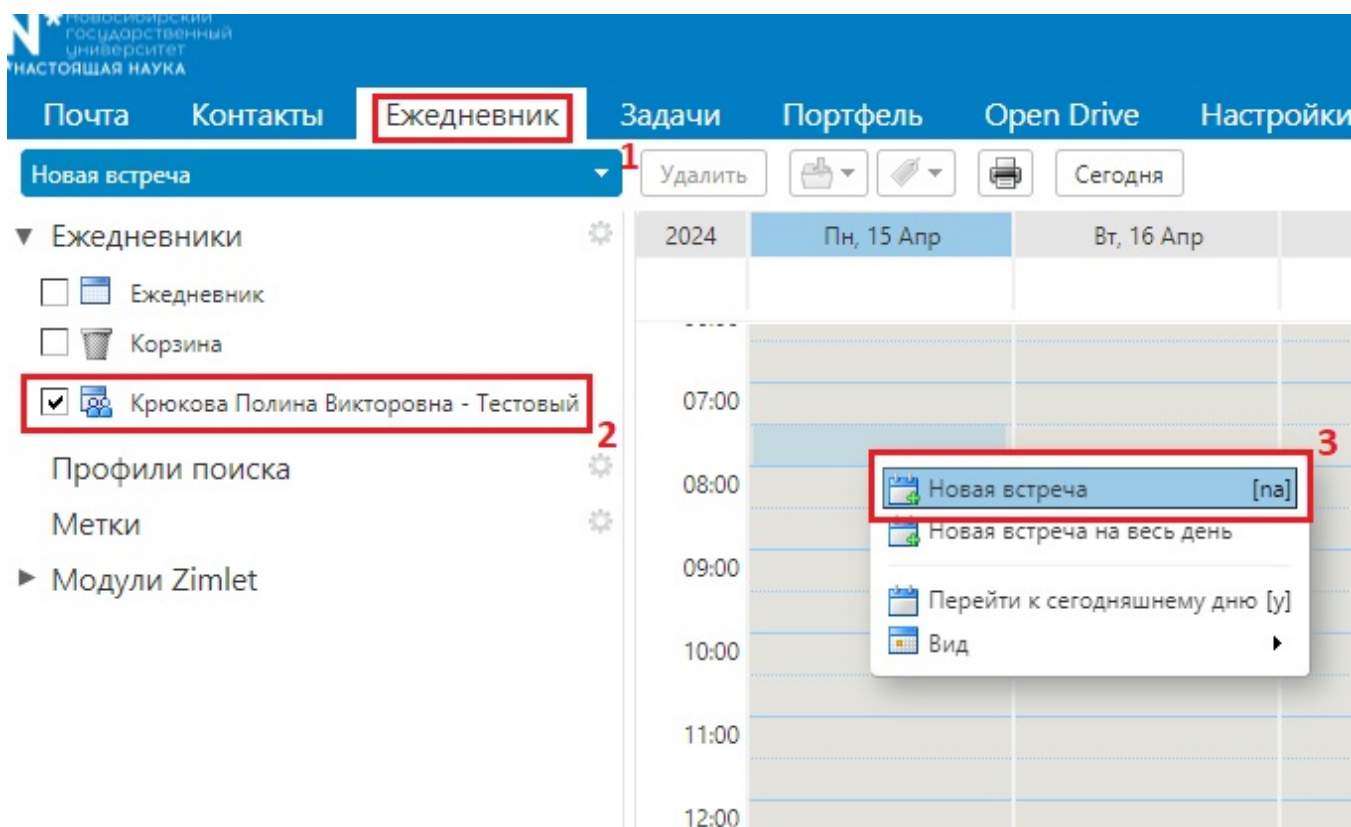 Новосибирский
государственный
университет
*НАСТОЯЩАЯ НАУКА
Почта Контакты Ежедневник Задачи Портфель Open Drive Настройки
1
Новая встреча Удалить Сегодня
Ежедневники
Ежедневник
Корзина
Крюкова Полина Викторовна - Тестовый
2
Профили поиска
Метки
Модули Zimlet
2024 Пн, 15 Апр Вт, 16 Апр
07:00
08:00
09:00
10:00
11:00
12:00
3
Новая встреча [na]
Новая встреча на весь день
Перейти к сегодняшнему дню [y]
Вид